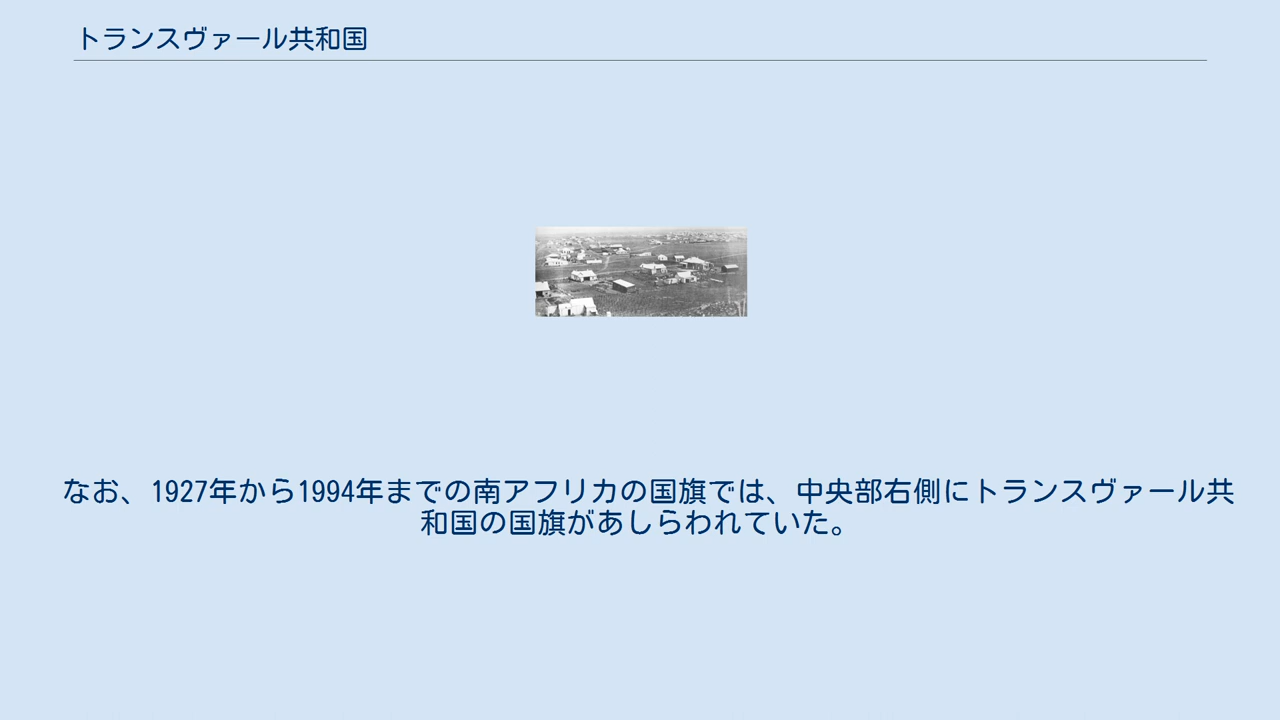 トランスヴァール共和国
なお、1927年から1994年までの南アフリカの国旗では、中央部右側にトランスヴァール共
和国の国旗があしらわれていた。